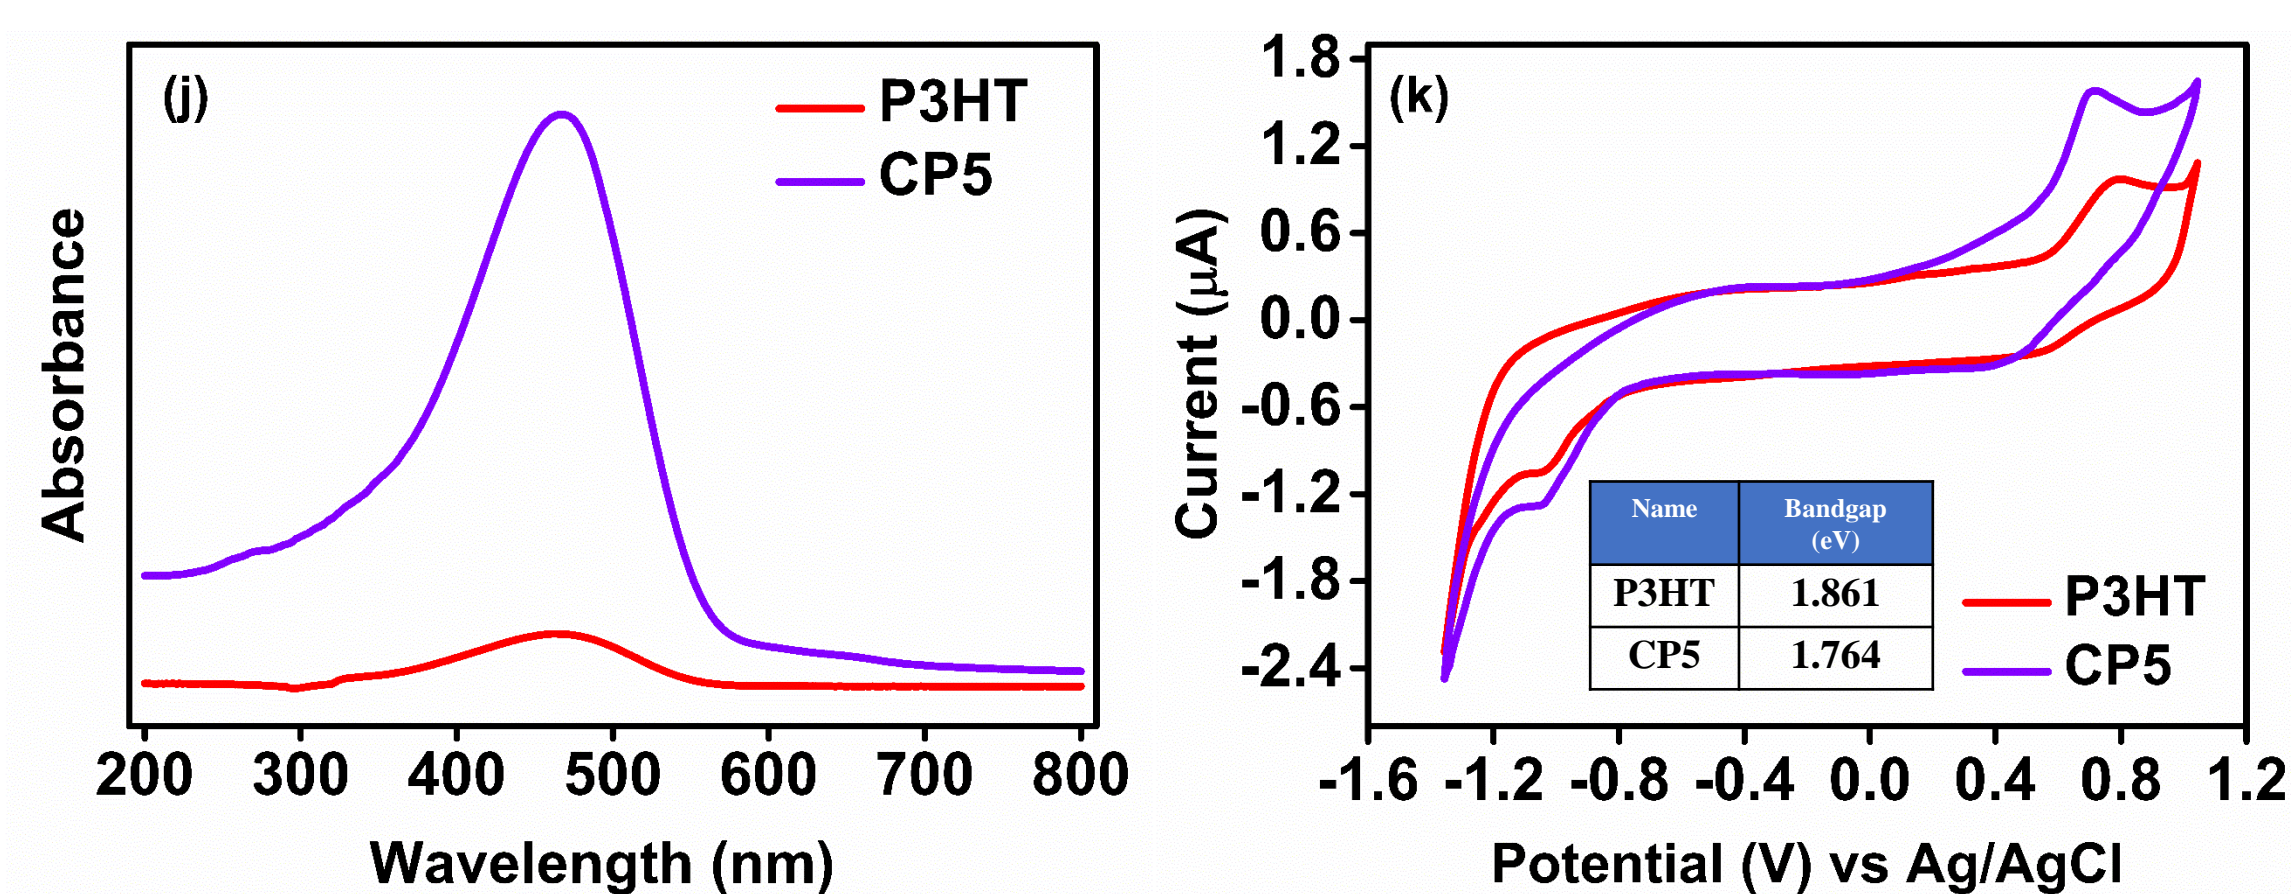 (j)
P3HT
CP5
Absorbance
200 300 400 500 600 700 800
Wavelength (nm)
(k)
1.8
1.2
0.6
0.0
-0.6
-1.2
-1.8
-2.4
Current (μA)
Name Bandgap (eV)
P3HT 1.861
CP5 1.764
P3HT
CP5
-1.6 -1.2 -0.8 -0.4 0.0 0.4 0.8 1.2
Potential (V) vs Ag/AgCl